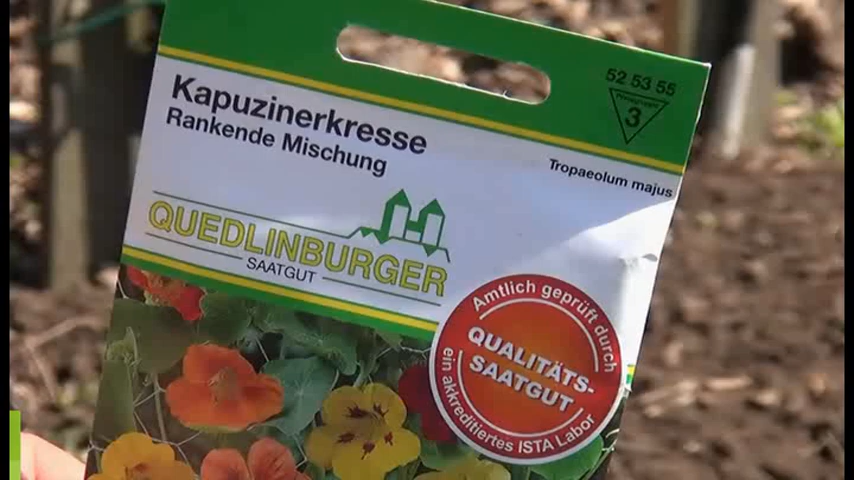 52 53 55
3
Kapuzinerkresse
Rankende Mischung
Tropaeolum majus
QUEDLINBURGER
SAATGUT
Amtlich geprüft durch
QUALITÄTS-
SAATGUT
ein akkreditiertes ISTA Labor